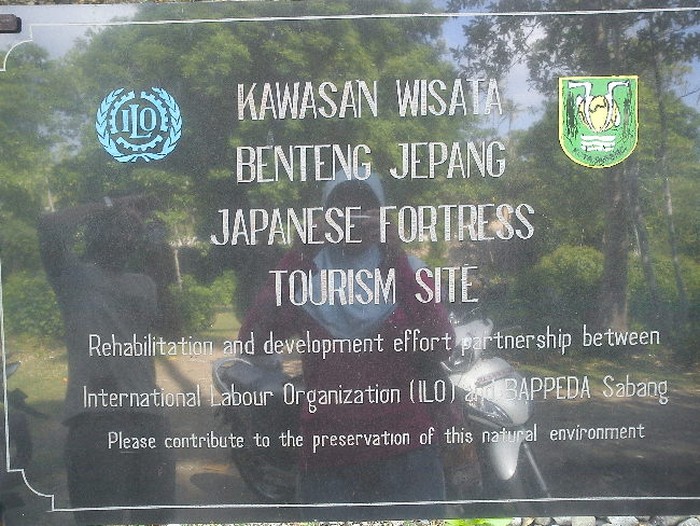 ILO
KAWASAN WISATA
BENTENG JEPANG
JAPANESE FORTRESS
TOURISM SITE
Rehabilitation and development effort partnership between
International Labour Organization (ILO) and BAPPEDA Sabang
Please contribute to the preservation of this natural environment